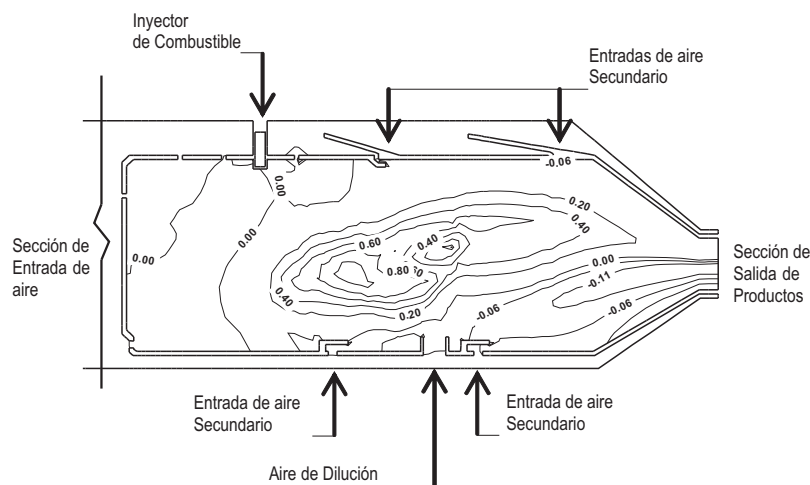 Inyector
de Combustible
Entradas de aire
Secundario
-0.06
0.00
0.20
0.40
0.00
0.60
0.40
0.00
0.80
0.00
-0.11
0.40
0.20
-0.06
-0.06
Sección de
Entrada de
aire
Sección de
Salida de
Productos
Entrada de aire
Secundario
Entrada de aire
Secundario
Aire de Dilución